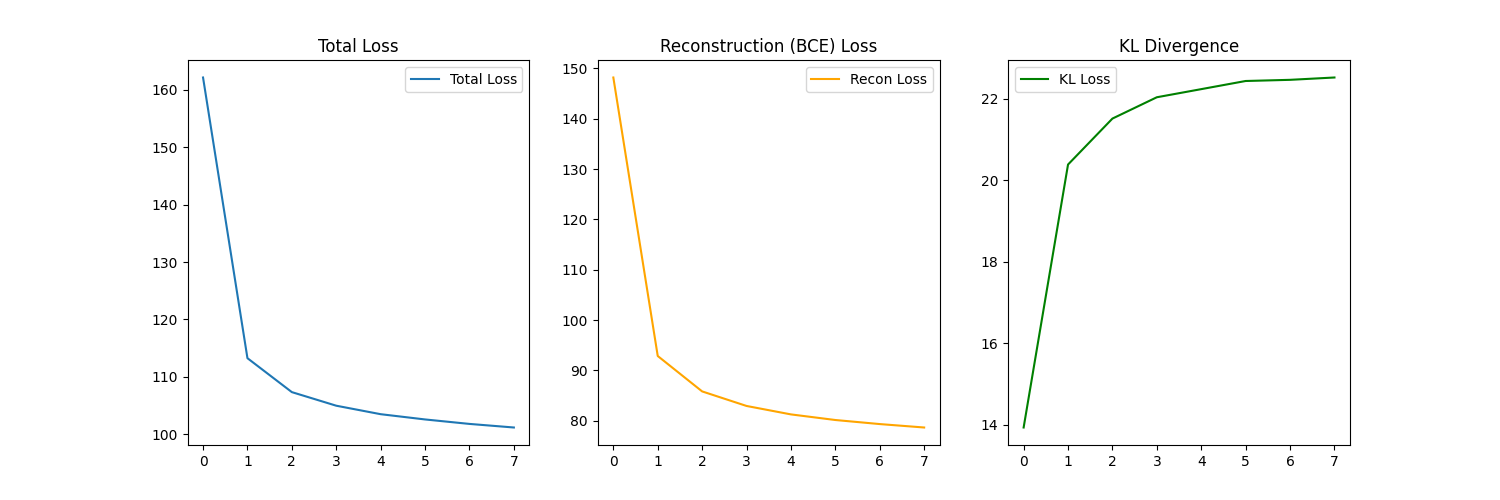 Total Loss
Total Loss
160
150
140
130
120
110
100
0 1 2 3 4 5 6 7
Reconstruction (BCE) Loss
Recon Loss
150
140
130
120
110
100
90
80
0 1 2 3 4 5 6 7
KL Divergence
KL Loss
22
20
18
16
14
0 1 2 3 4 5 6 7